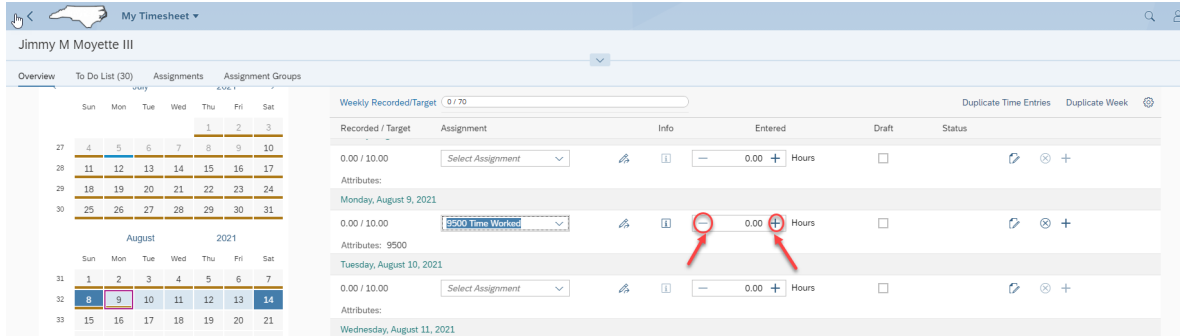 My Timesheet
Jimmy M Moyette III
Overview To Do List (30) Assignments Assignment Groups
July 2021
Sun Mon Tue Wed Thu Fri Sat
1 2 3
27 4 5 6 7 8 9 10
28 11 12 13 14 15 16 17
29 18 19 20 21 22 23 24
30 25 26 27 28 29 30 31
August 2021
Sun Mon Tue Wed Thu Fri Sat
31 1 2 3 4 5 6 7
32 8 9 10 11 12 13 14
33 15 16 17 18 19 20 21
Weekly Recorded/Target 0 / 70 Duplicate Time Entries Duplicate Week
Recorded / Target Assignment Info Entered Draft Status
0.00 / 10.00 Select Assignment 0.00 Hours
Attributes:
Monday, August 9, 2021
0.00 / 10.00 9500 Time Worked 0.00 Hours
Attributes: 9500
Tuesday, August 10, 2021
0.00 / 10.00 Select Assignment 0.00 Hours
Attributes:
Wednesday, August 11, 2021